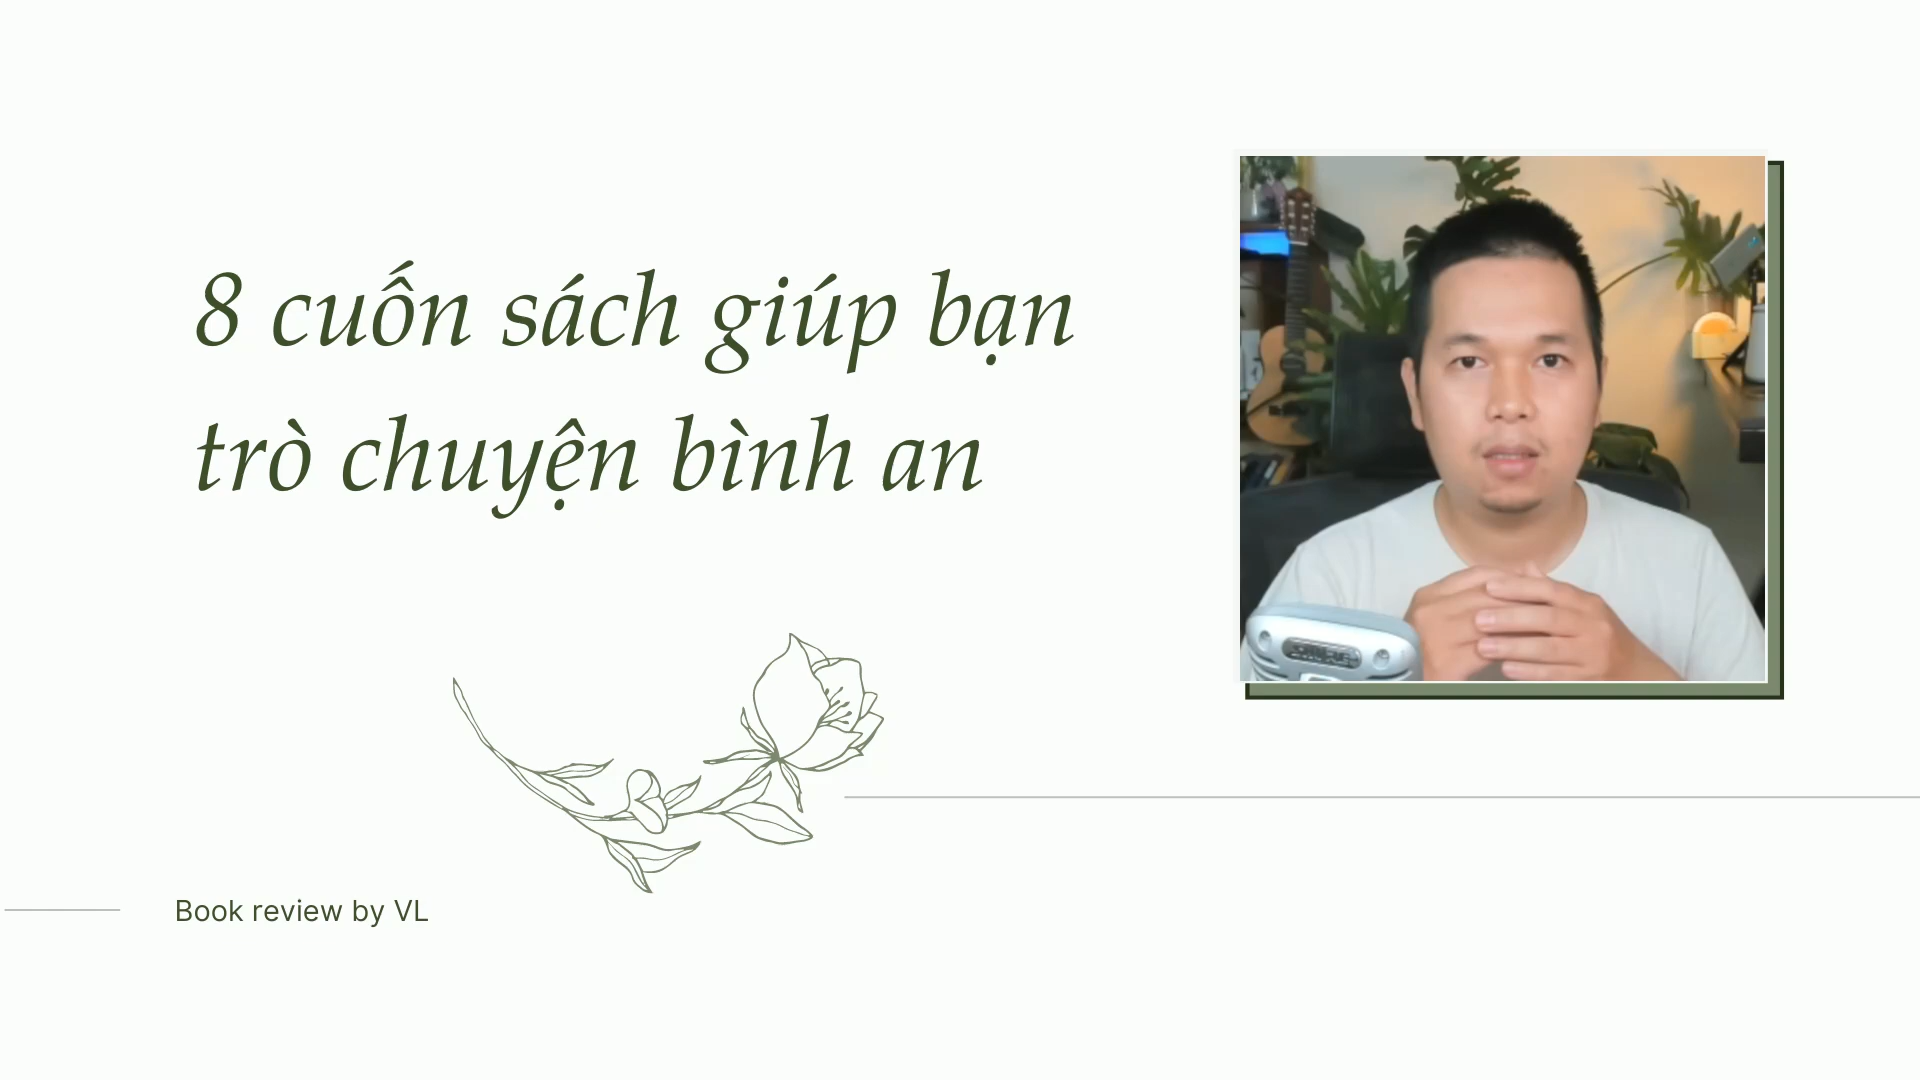 8 cuốn sách giúp bạn
trò chuyện bình an
Book review by VL